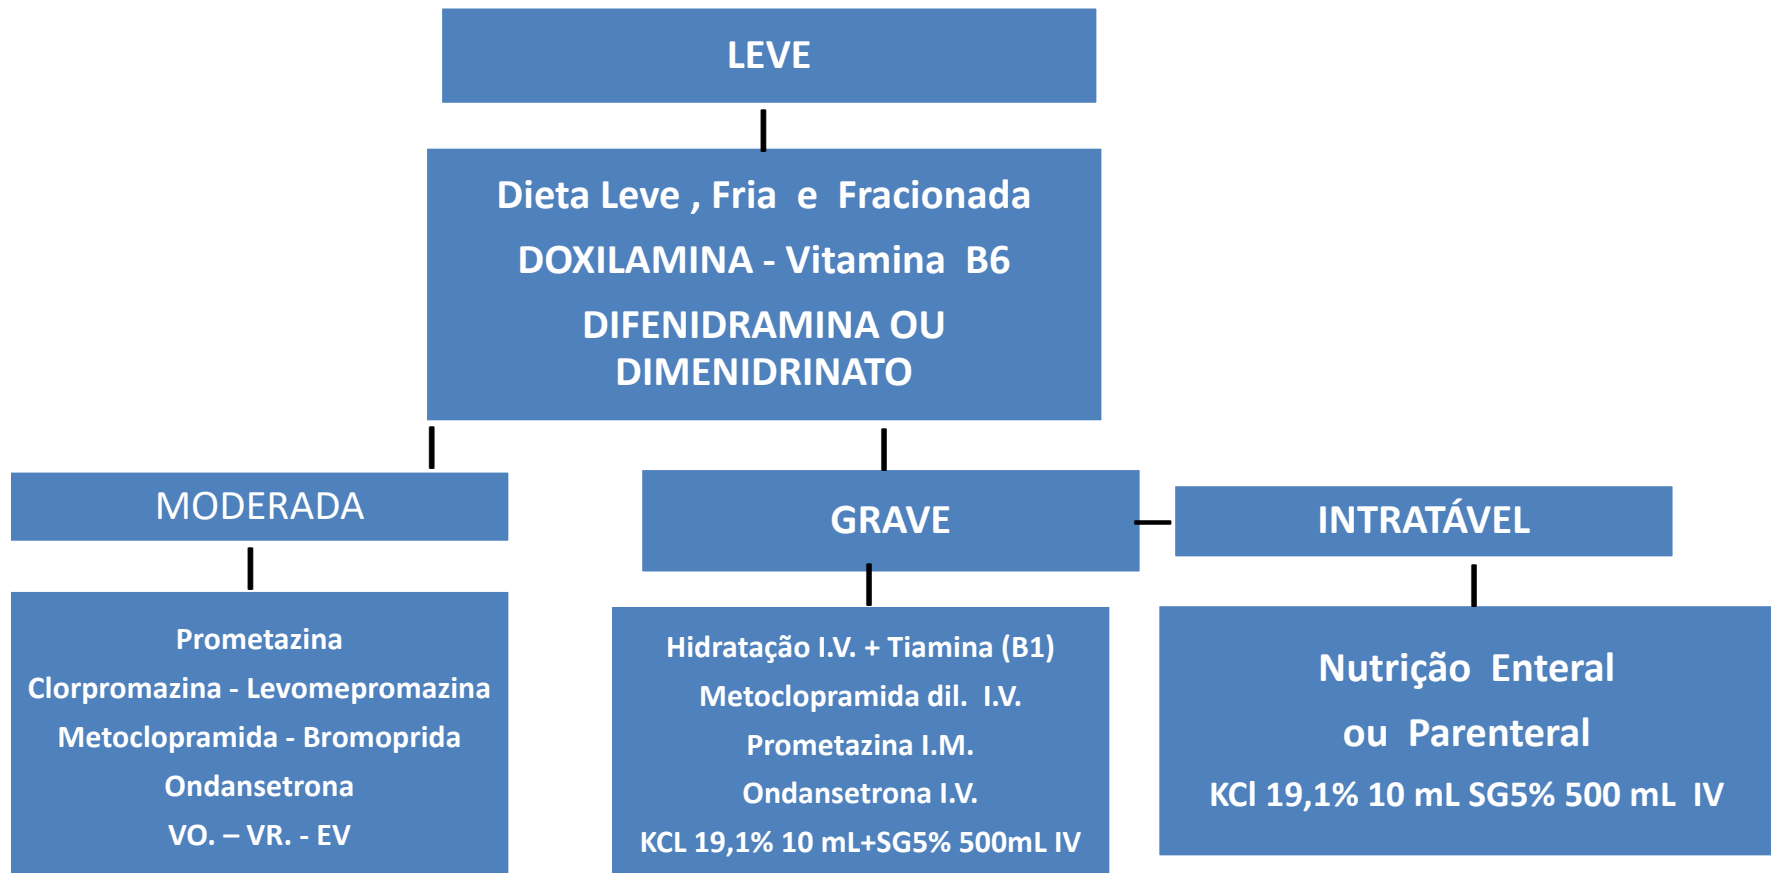 LEVE
Dieta Leve , Fria e Fracionada
DOXILAMINA - Vitamina B6
DIFENIDRAMINA OU
DIMENIDRINATO
MODERADA
GRAVE
INTRATÁVEL
Prometazina
Clorpromazina - Levomepromazina
Metoclopramida - Bromoprida
Ondansetrona
VO. – VR. - EV
Hidratação I.V. + Tiamina (B1)
Metoclopramida dil. I.V.
Prometazina I.M.
Ondansetrona I.V.
KCL 19,1% 10 mL+SG5% 500mL IV
Nutrição Enteral
ou Parenteral
KCl 19,1% 10 mL SG5% 500 mL IV